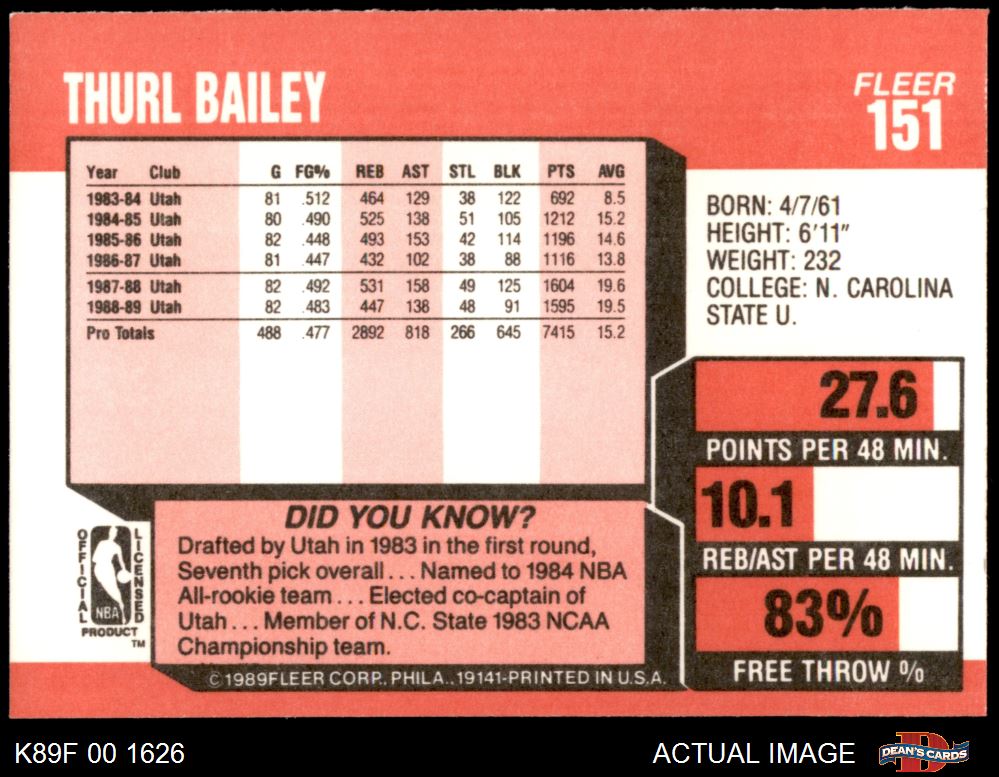 THURL BAILEY
FLEER
151
Year Club G FG% REB AST STL BLK PTS AVG
1983-84 Utah 81 .512 464 129 38 122 692 8.5
1984-85 Utah 80 .490 525 138 51 105 1212 15.2
1985-86 Utah 82 .448 493 153 42 114 1196 14.6
1986-87 Utah 81 .447 432 102 38 88 1116 13.8
1987-88 Utah 82 .492 531 158 49 125 1604 19.6
1988-89 Utah 82 .483 447 138 48 91 1595 19.5
Pro Totals 488 .477 2892 818 266 645 7415 15.2
BORN: 4/7/61
HEIGHT: 6'11"
WEIGHT: 232
COLLEGE: N. CAROLINA
STATE U.
27.6
POINTS PER 48 MIN.
10.1
REB/AST PER 48 MIN.
83%
FREE THROW %
DID YOU KNOW?
Drafted by Utah in 1983 in the first round,
Seventh pick overall... Named to 1984 NBA
All-rookie team... Elected co-captain of
Utah... Member of N.C. State 1983 NCAA
Championship team.
OFFICIAL
LICENSED
NBA
PRODUCT
TM
©1989FLEER CORP., PHILA., 19141-PRINTED IN U.S.A.
K89F 00 1626
ACTUAL IMAGE
D
DEAN'S CARDS